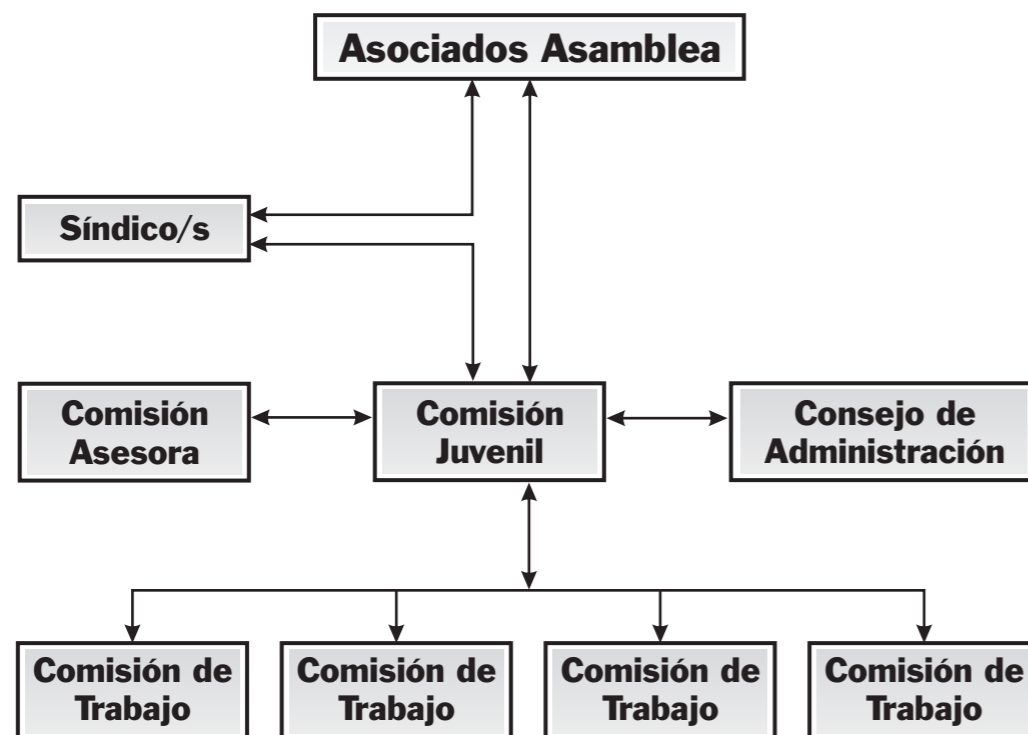 Asociados Asamblea
Síndico/s
Comisión
Asesora
Comisión
Juvenil
Consejo de
Administración
Comisión de
Trabajo
Comisión de
Trabajo
Comisión de
Trabajo
Comisión de
Trabajo